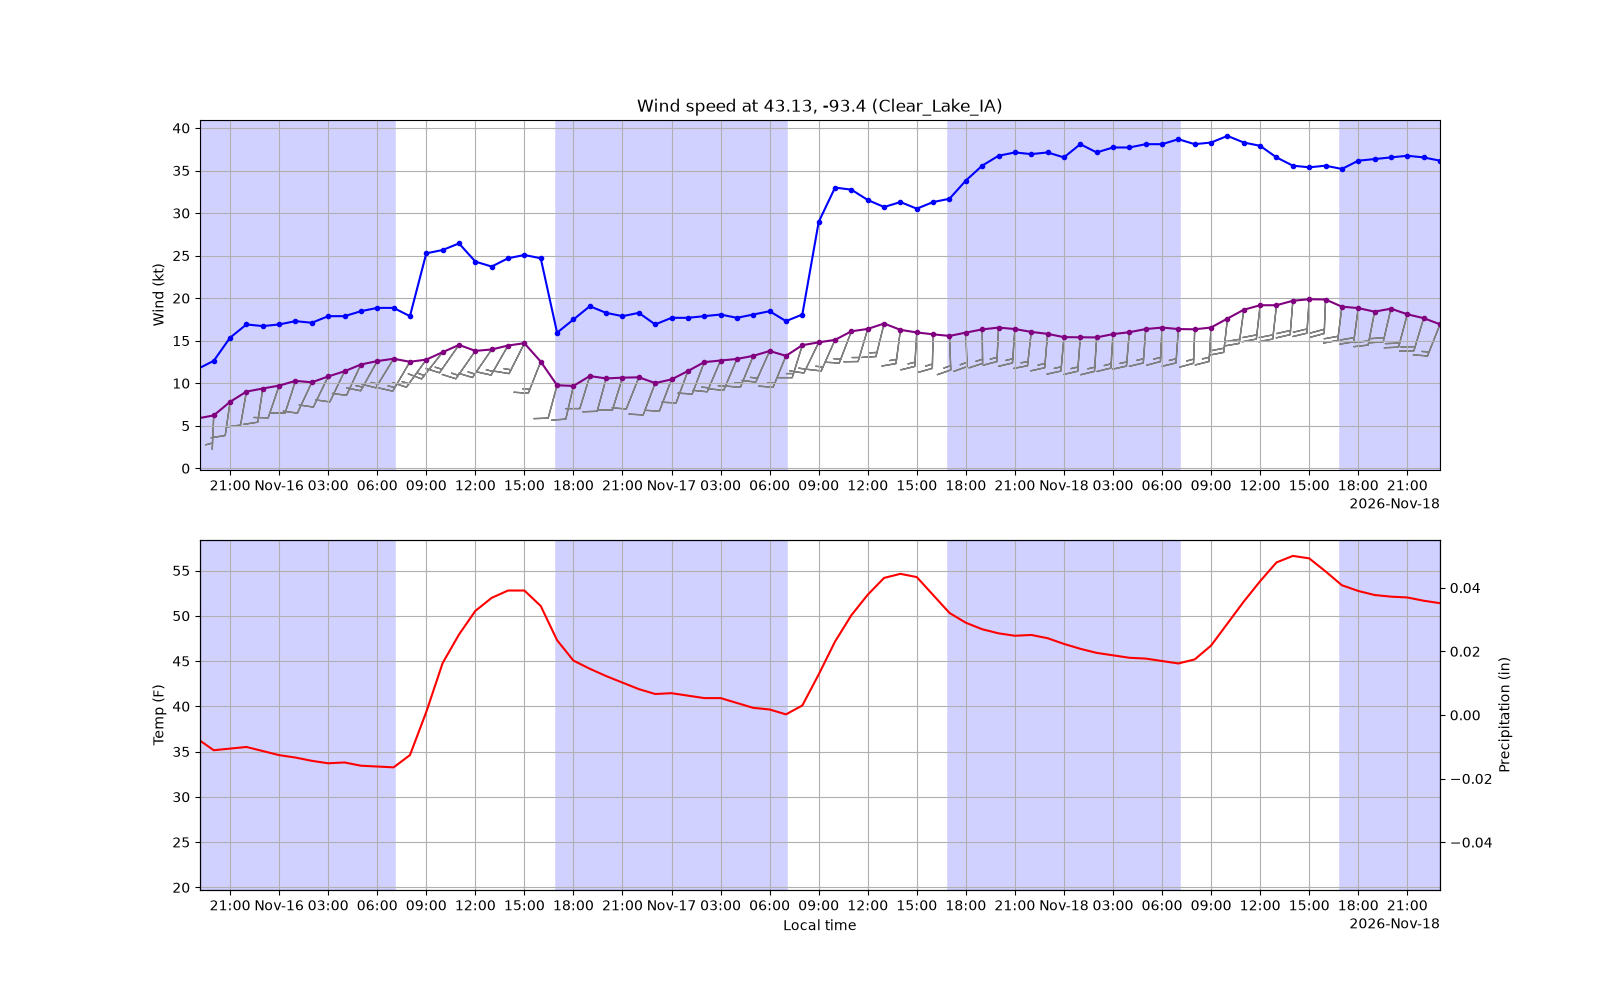 Wind speed at 43.13, -93.4 (Clear_Lake_IA)
40
35
30
25
20
15
10
5
0
Wind (kt)
21:00 Nov-16 03:00 06:00 09:00 12:00 15:00 18:00 21:00 Nov-17 03:00 06:00 09:00 12:00 15:00 18:00 21:00 Nov-18 03:00 06:00 09:00 12:00 15:00 18:00 21:00
2026-Nov-18
55
50
45
40
35
30
25
20
Temp (F)
0.04
0.02
0.00
−0.02
−0.04
Precipitation (in)
21:00 Nov-16 03:00 06:00 09:00 12:00 15:00 18:00 21:00 Nov-17 03:00 06:00 09:00 12:00 15:00 18:00 21:00 Nov-18 03:00 06:00 09:00 12:00 15:00 18:00 21:00
Local time
2026-Nov-18